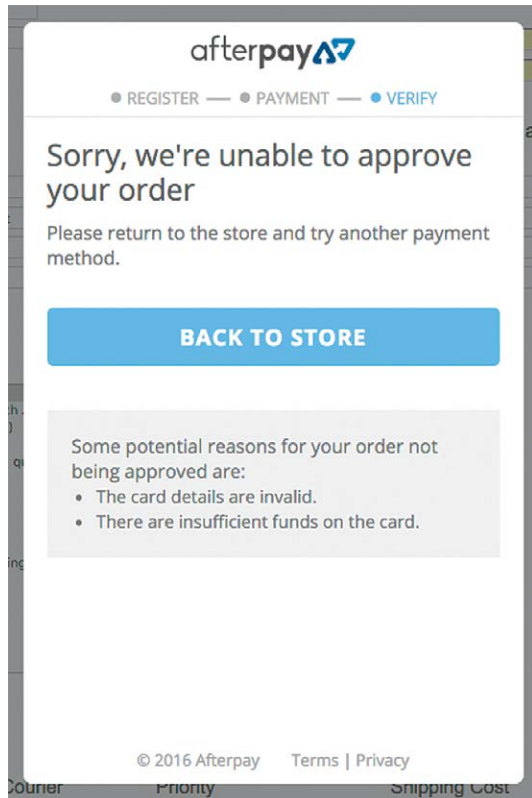 afterpay
REGISTER — PAYMENT — VERIFY
Sorry, we're unable to approve
your order
Please return to the store and try another payment
method.
BACK TO STORE
Some potential reasons for your order not
being approved are:
• The card details are invalid.
• There are insufficient funds on the card.
© 2016 Afterpay Terms | Privacy
Courier Priority Shipping Cost